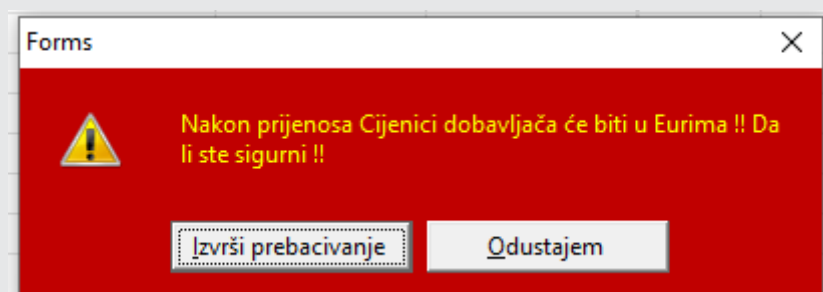 Forms
Nakon prijenosa Cijenici dobavljača će biti u Eurima !! Da
li ste sigurni !!
Izvrši prebacivanje
Odustajem